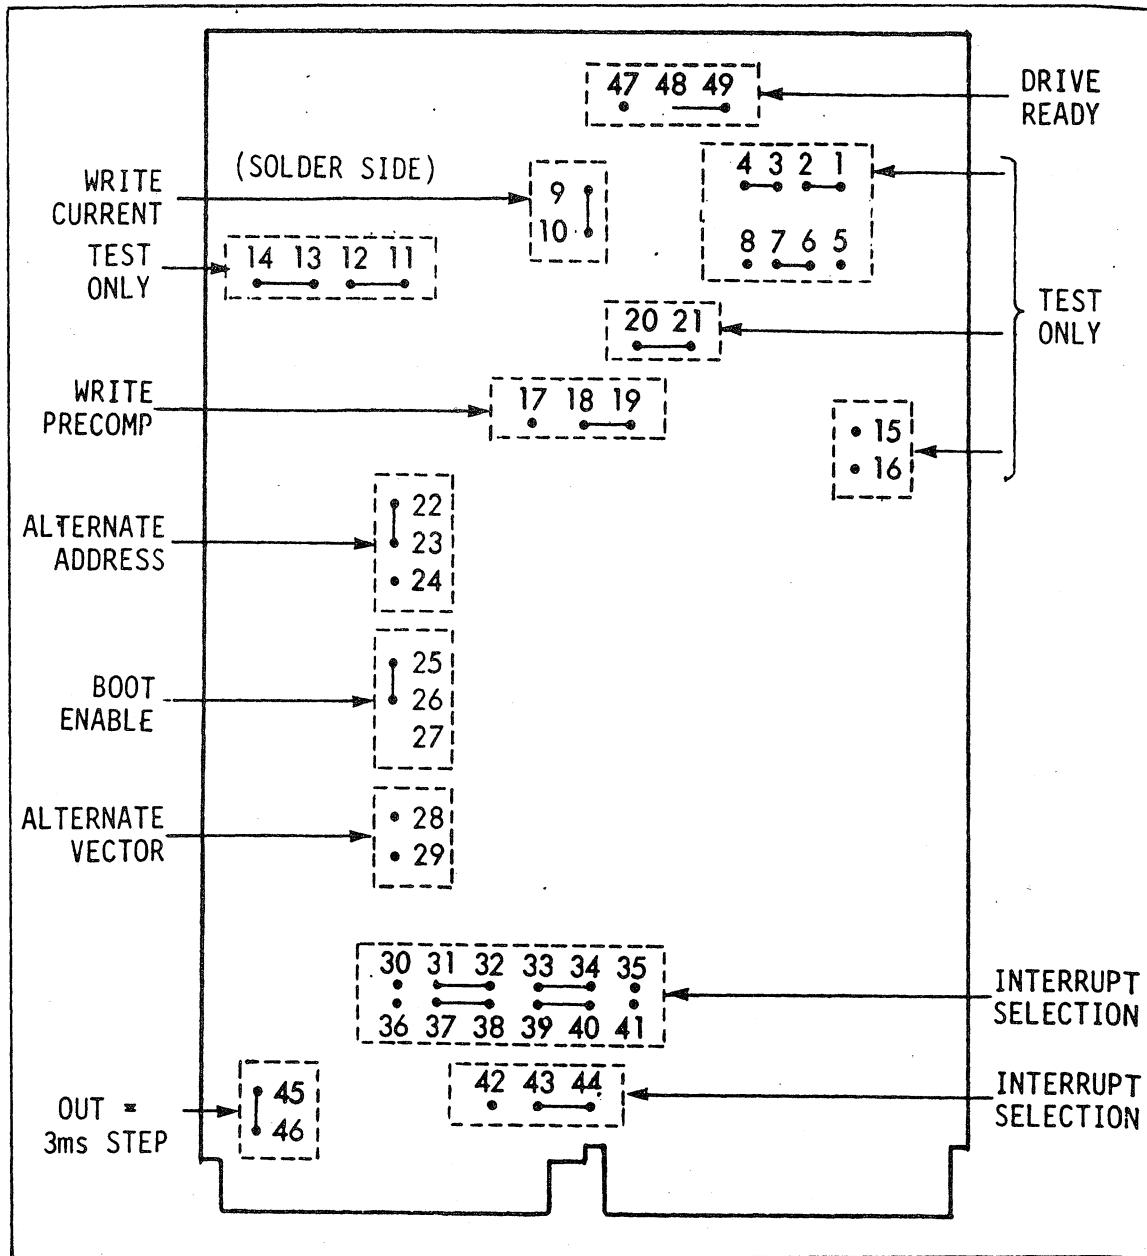 47 48 49
DRIVE
READY
4 3 2 1
8 7 6 5
(SOLDER SIDE)
WRITE
CURRENT
9
10
TEST
ONLY
14 13 12 11
20 21
TEST
ONLY
WRITE
PRECOMP
17 18 19
15
16
ALTERNATE
ADDRESS
22
23
24
BOOT
ENABLE
25
26
27
ALTERNATE
VECTOR
28
29
30 31 32 33 34 35
36 37 38 39 40 41
INTERRUPT
SELECTION
42 43 44
INTERRUPT
SELECTION
OUT =
3ms STEP
45
46